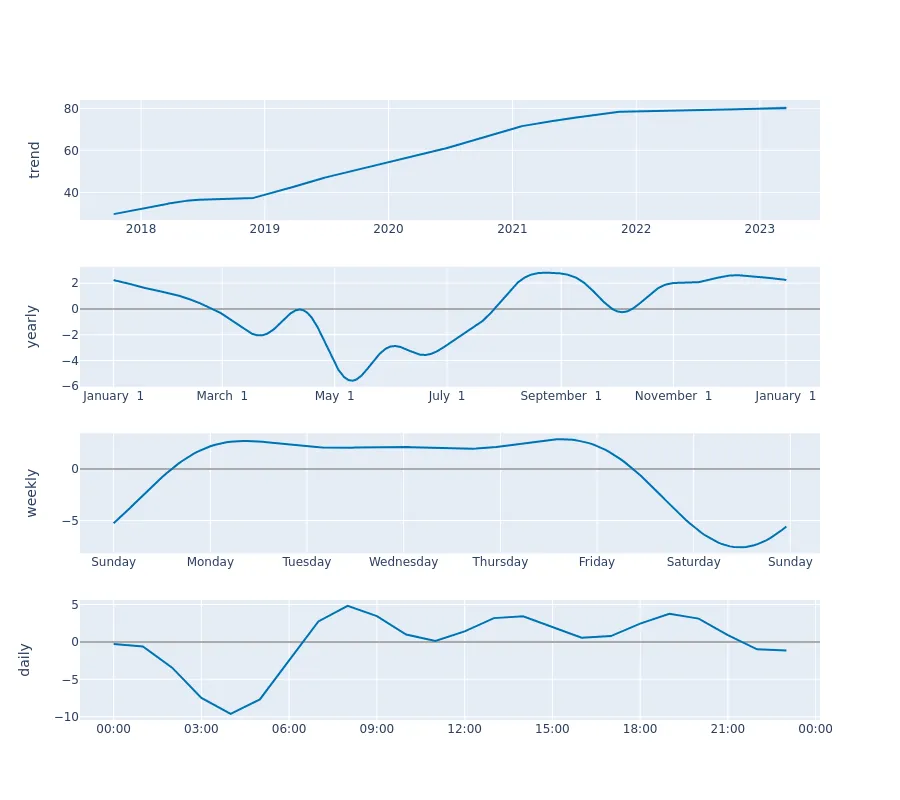 trend
80
60
40
2018 2019 2020 2021 2022 2023
yearly
2
0
−2
−4
−6
January 1 March 1 May 1 July 1 September 1 November 1 January 1
weekly
0
−5
Sunday Monday Tuesday Wednesday Thursday Friday Saturday Sunday
daily
5
0
−5
−10
00:00 03:00 06:00 09:00 12:00 15:00 18:00 21:00 00:00